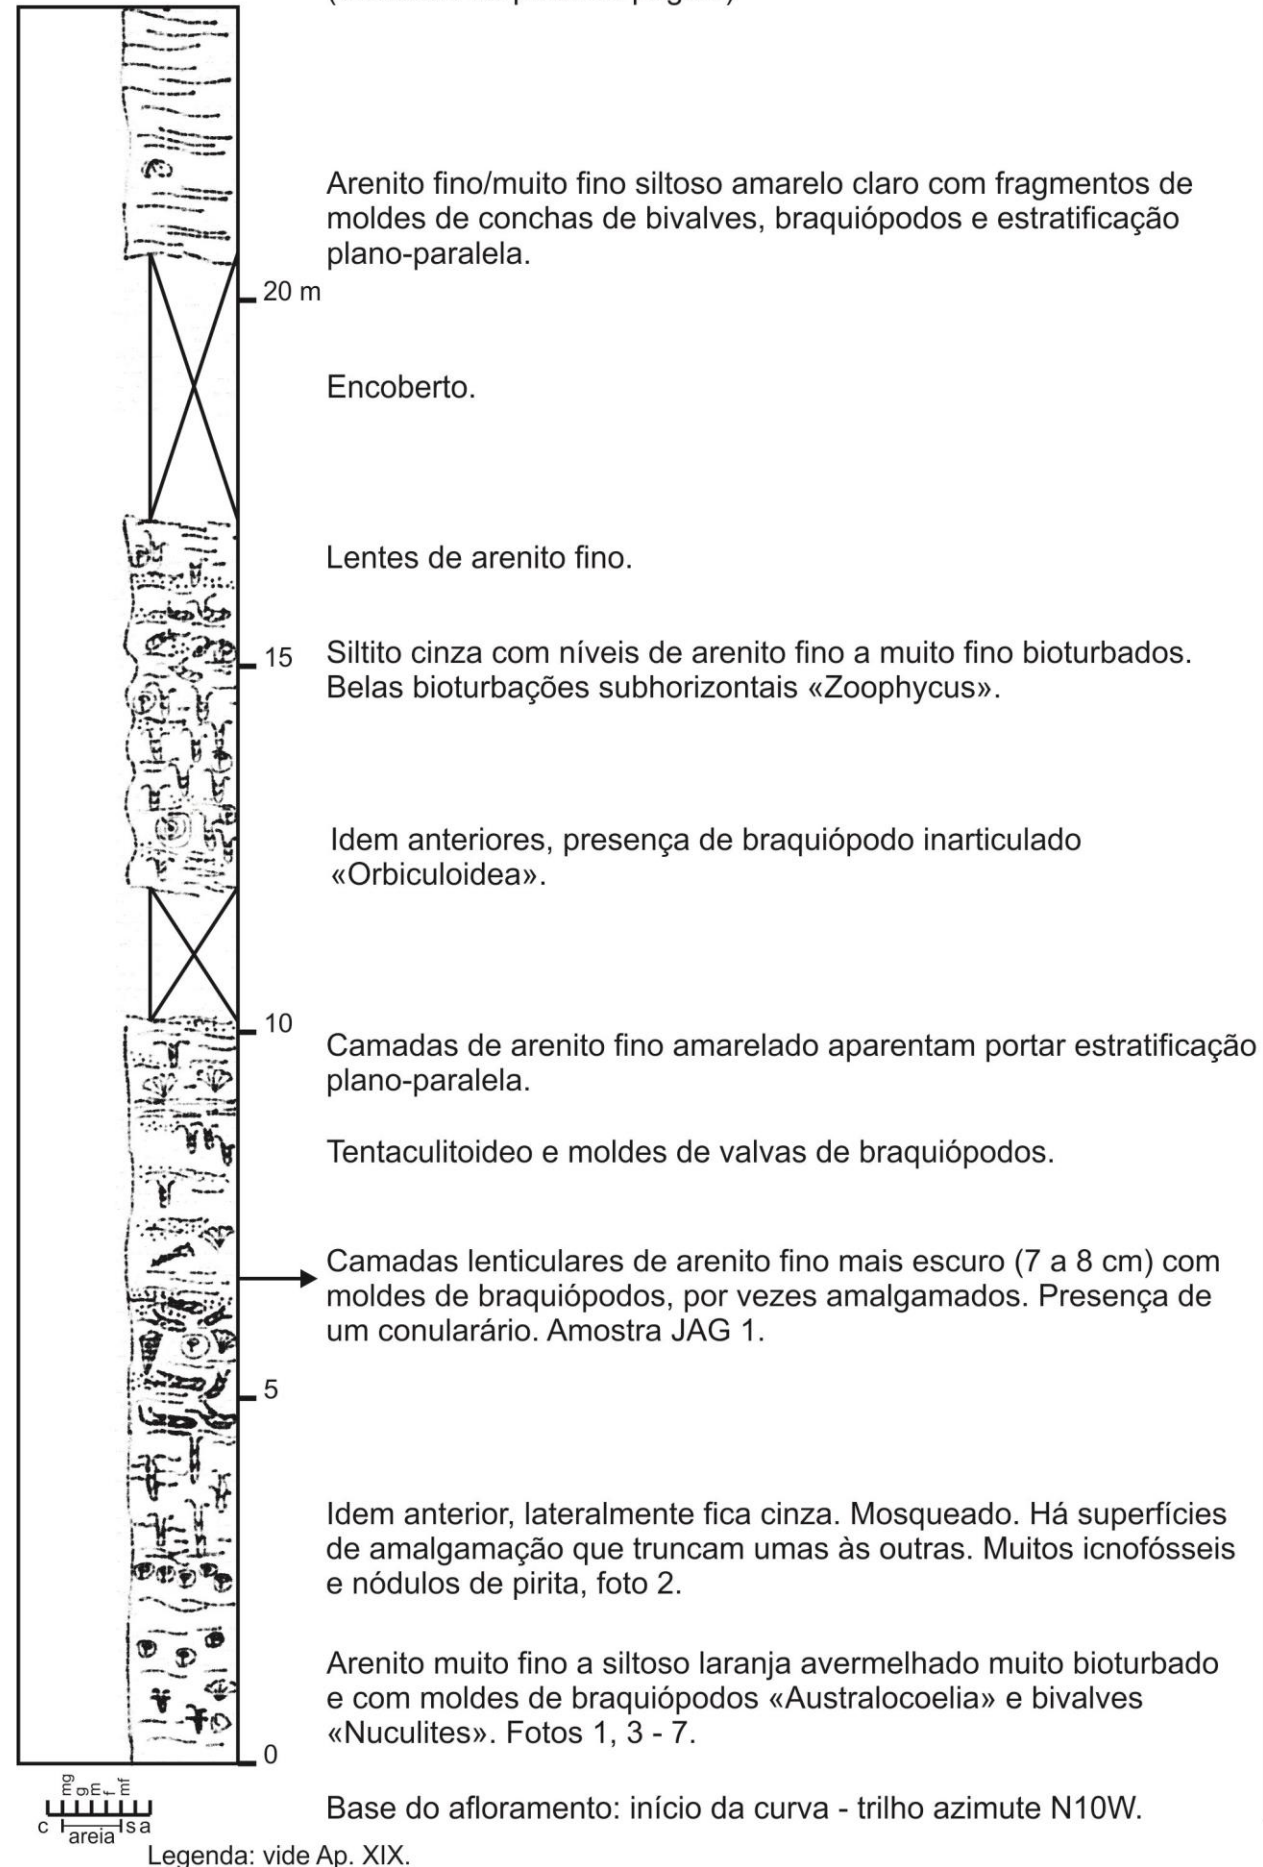 Arenito fino/muito fino siltoso amarelo claro com fragmentos de
moldes de conchas de bivalves, braquiópodos e estratificação
plano-paralela.
20 m
Encoberto.
Lentes de arenito fino.
15
Siltito cinza com níveis de arenito fino a muito fino bioturbados.
Belas bioturbações subhorizontais «Zoophycus».
Idem anteriores, presença de braquiópodo inarticulado
«Orbiculoidea».
10
Camadas de arenito fino amarelado aparentam portar estratificação
plano-paralela.
Tentaculitoideo e moldes de valvas de braquiópodos.
Camadas lenticulares de arenito fino mais escuro (7 a 8 cm) com
moldes de braquiópodos, por vezes amalgamados. Presença de
um conularário. Amostra JAG 1.
5
Idem anterior, lateralmente fica cinza. Mosqueado. Há superfícies
de amalgamação que truncam umas às outras. Muitos icnofósseis
e nódulos de pirita, foto 2.
Arenito muito fino a siltoso laranja avermelhado muito bioturbado
e com moldes de braquiópodos «Australocoelia» e bivalves
«Nuculites». Fotos 1, 3 - 7.
0
Base do afloramento: início da curva - trilho azimute N10W.
mg g m f mf
c areia s a
Legenda: vide Ap. XIX.